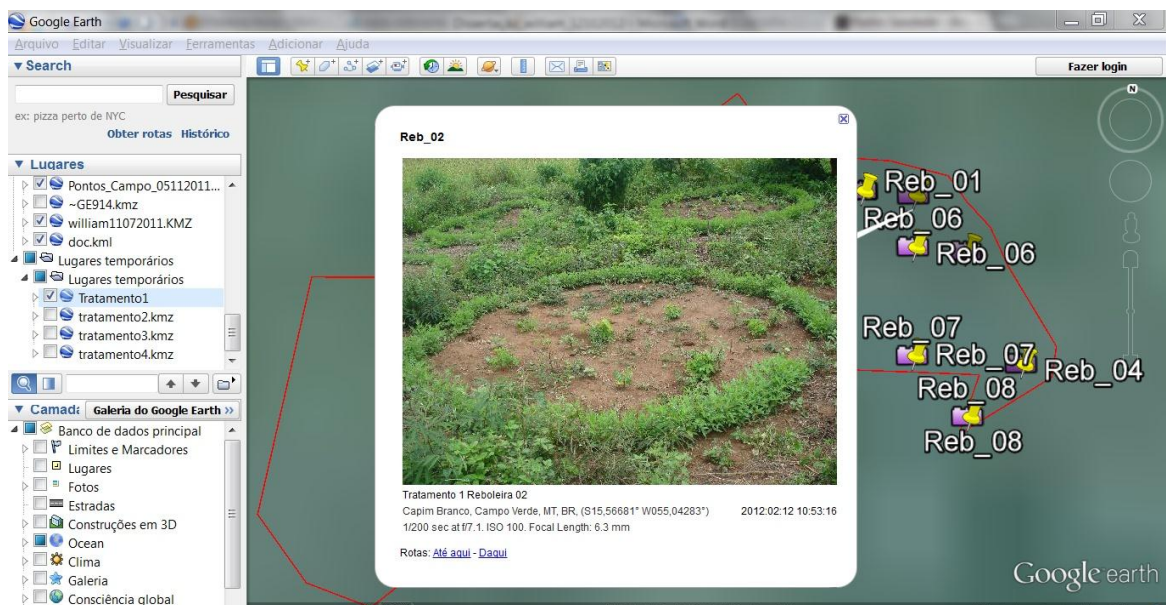 Google Earth
Arquivo Editar Visualizar Ferramentas Adicionar Ajuda
▼ Search
Pesquisar
ex: pizza perto de NYC
Obter rotas Histórico
▼ Lugares
Pontos_Campo_05112011...
~GE914.kmz
william11072011.KMZ
doc.kml
Lugares temporários
Lugares temporários
Tratamento1
tratamento2.kmz
tratamento3.kmz
tratamento4.kmz
▼ Camada Galeria do Google Earth »
Banco de dados principal
Limites e Marcadores
Lugares
Fotos
Estradas
Construções em 3D
Ocean
Clima
Galeria
Consciência global
Fazer login
N
Reb_02
Tratamento 1 Reboleira 02
Capim Branco, Campo Verde, MT, BR, (S15,56681° W055,04283°) 2012:02:12 10:53:16
1/200 sec at f/7.1. ISO 100. Focal Length: 6.3 mm
Rotas: Até aqui - Daqui
Reb_01
Reb_06
Reb_06
Reb_07
Reb_07
Reb_04
Reb_08
Reb_08
Google earth